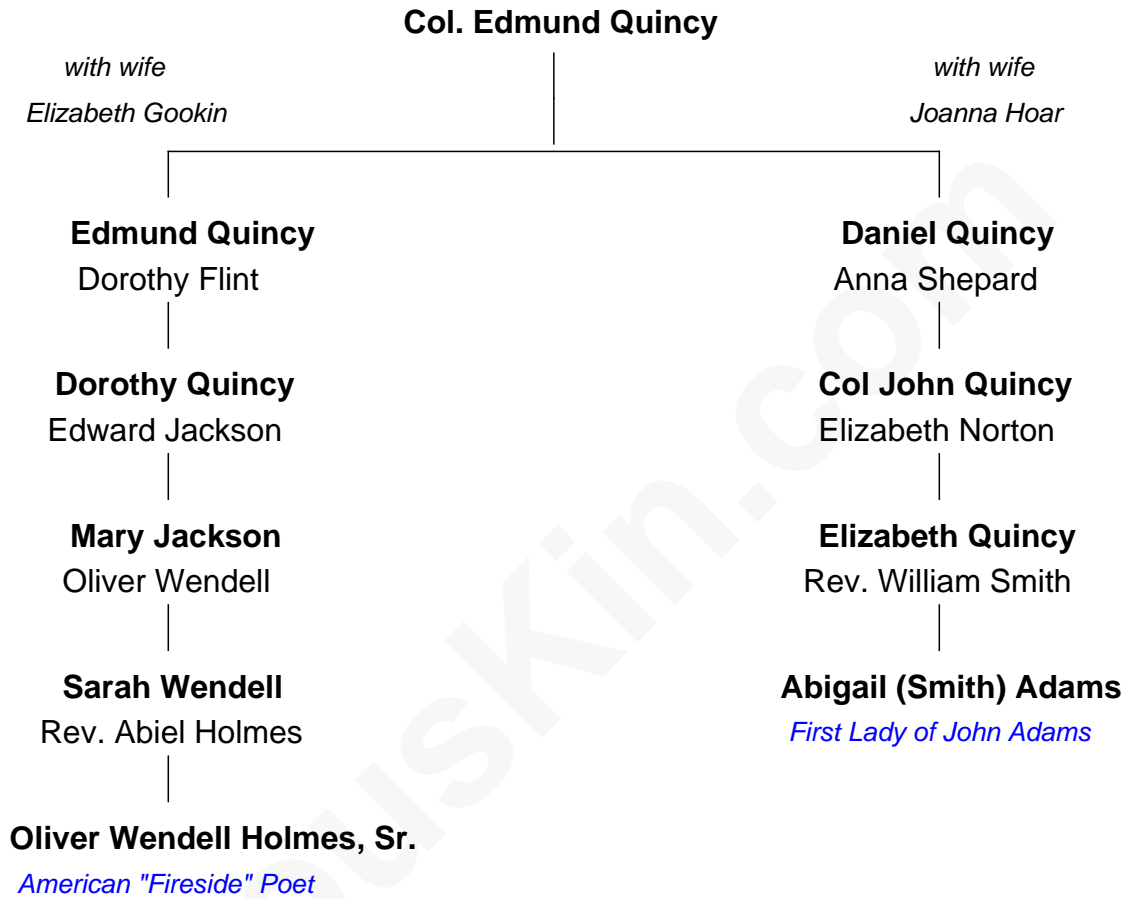 Col. Edmund Quincy
with wife
Elizabeth Gookin
with wife
Joanna Hoar
Edmund Quincy
Dorothy Flint
Daniel Quincy
Anna Shepard
Dorothy Quincy
Edward Jackson
Col John Quincy
Elizabeth Norton
Mary Jackson
Oliver Wendell
Elizabeth Quincy
Rev. William Smith
Sarah Wendell
Rev. Abiel Holmes
Abigail (Smith) Adams
First Lady of John Adams
Oliver Wendell Holmes, Sr.
American "Fireside" Poet
ousKin.com